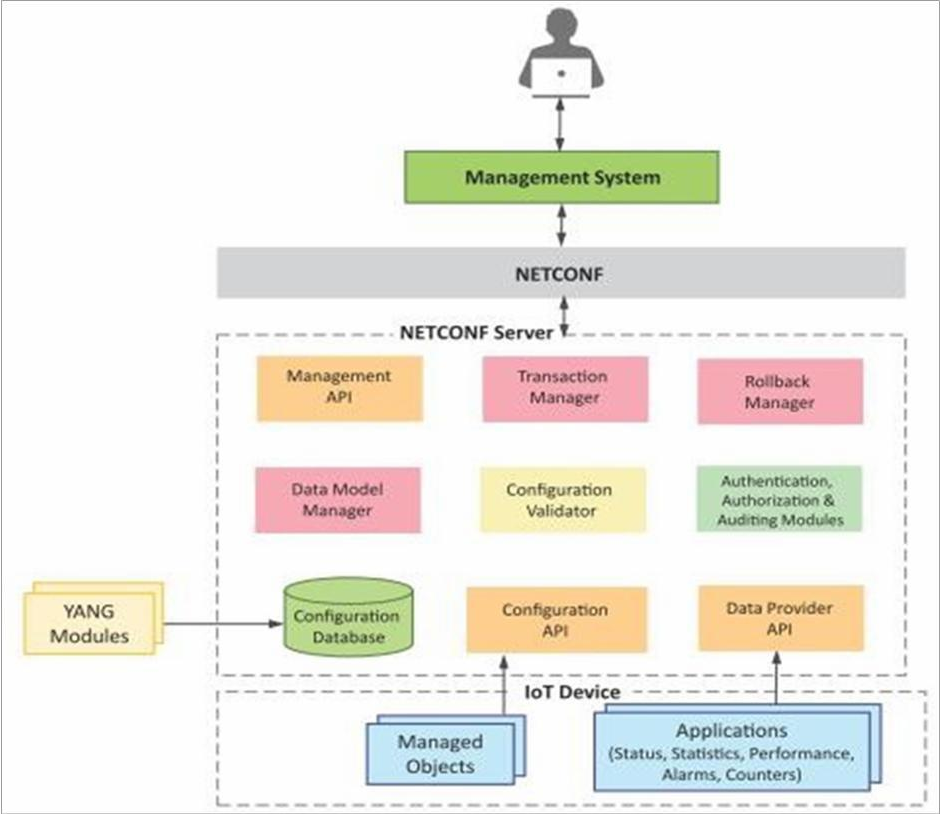 Management System
NETCONF
NETCONF Server
Management
API
Transaction
Manager
Rollback
Manager
Data Model
Manager
Configuration
Validator
Authentication,
Authorization &
Auditing Modules
YANG
Modules
Configuration
Database
Configuration
API
Data Provider
API
IoT Device
Managed
Objects
Applications
(Status, Statistics, Performance,
Alarms, Counters)